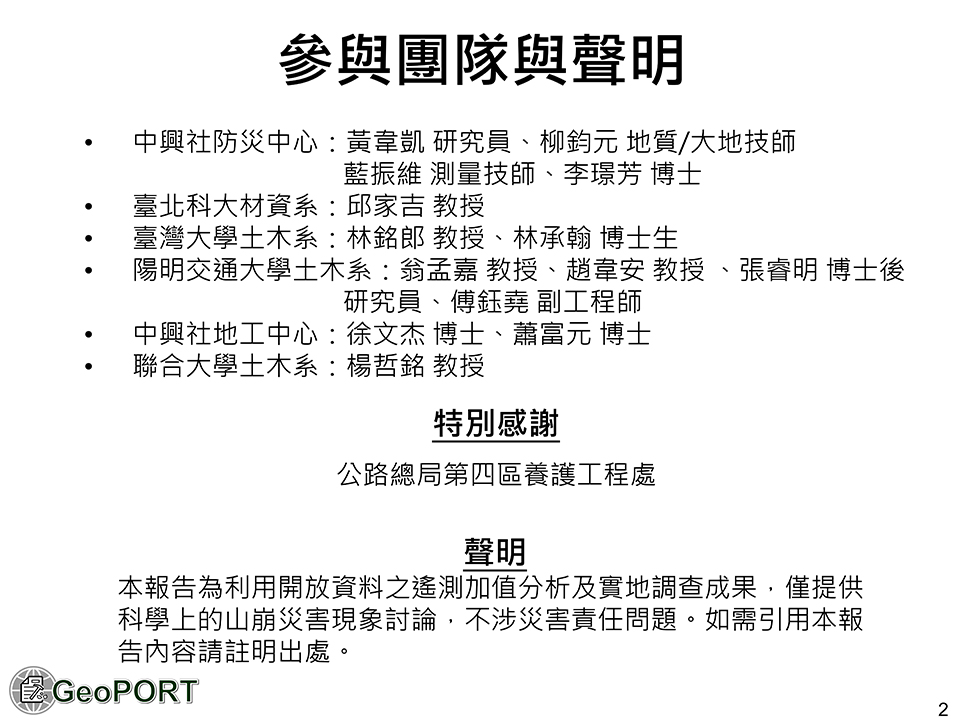 參與團隊與聲明
• 中興社防災中心：黃韋凱 研究員、柳鈞元 地質/大地技師
藍振維 測量技師、李璟芳 博士
• 臺北科大材資系：邱家吉 教授
• 臺灣大學土木系：林銘郎 教授、林承翰 博士生
• 陽明交通大學土木系：翁孟嘉 教授、趙韋安 教授 、張睿明 博士後
研究員、傅鈺堯 副工程師
• 中興社地工中心：徐文杰 博士、蕭富元 博士
• 聯合大學土木系：楊哲銘 教授
特別感謝
公路總局第四區養護工程處
聲明
本報告為利用開放資料之遙測加值分析及實地調查成果，僅提供
科學上的山崩災害現象討論，不涉災害責任問題。如需引用本報
告內容請註明出處。
GeoPORT
2